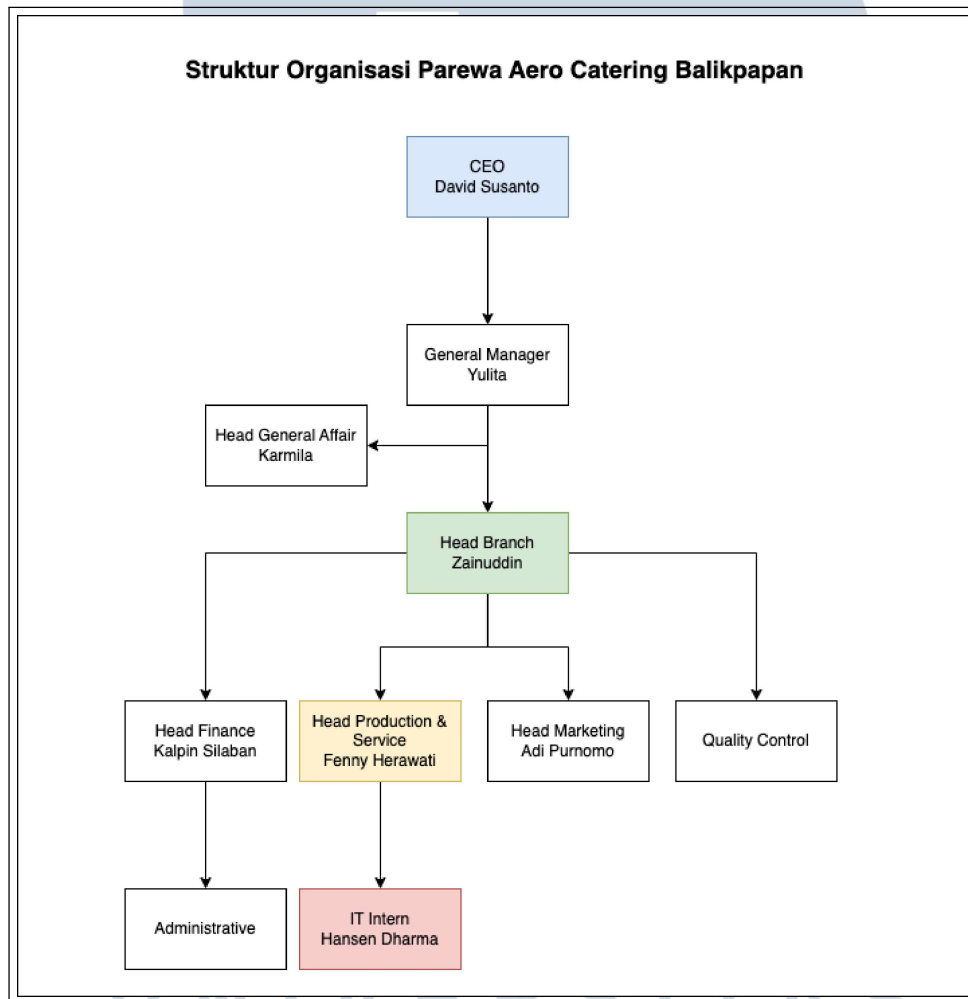 Struktur Organisasi Parewa Aero Catering Balikpapan
CEO
David Susanto
General Manager
Yulita
Head General Affair
Karmila
Head Branch
Zainuddin
Head Finance
Kalpin Silaban
Head Production &
Service
Fenny Herawati
Head Marketing
Adi Purnomo
Quality Control
Administrative
IT Intern
Hansen Dharma